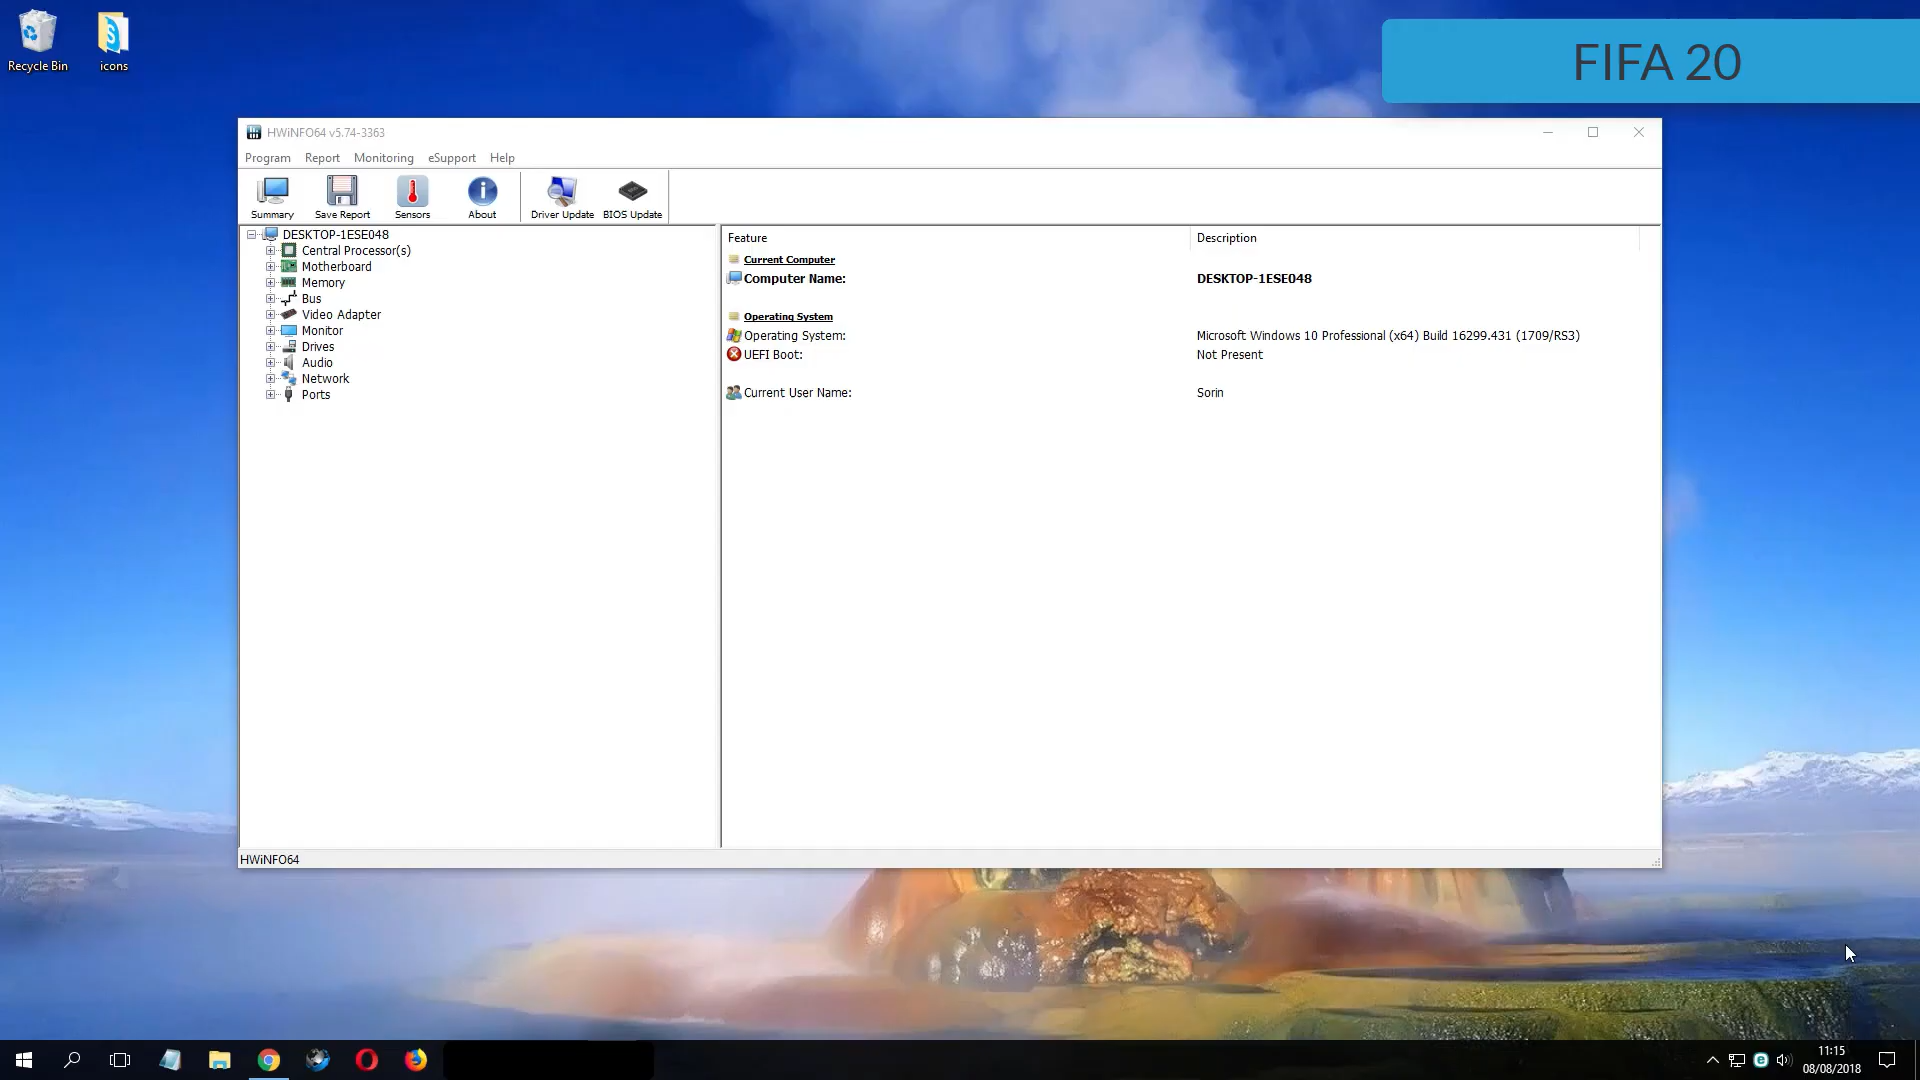 Recycle Bin
icons
FIFA 20
HWiNFO64 v5.74-3363
Program Report Monitoring eSupport Help
Summary Save Report Sensors About Driver Update BIOS Update
DESKTOP-1ESE048
Central Processor(s)
Motherboard
Memory
Bus
Video Adapter
Monitor
Drives
Audio
Network
Ports
Feature Description
Current Computer
Computer Name: DESKTOP-1ESE048
Operating System
Operating System: Microsoft Windows 10 Professional (x64) Build 16299.431 (1709/RS3)
UEFI Boot: Not Present
Current User Name: Sorin
HWiNFO64
11:15
08/08/2018